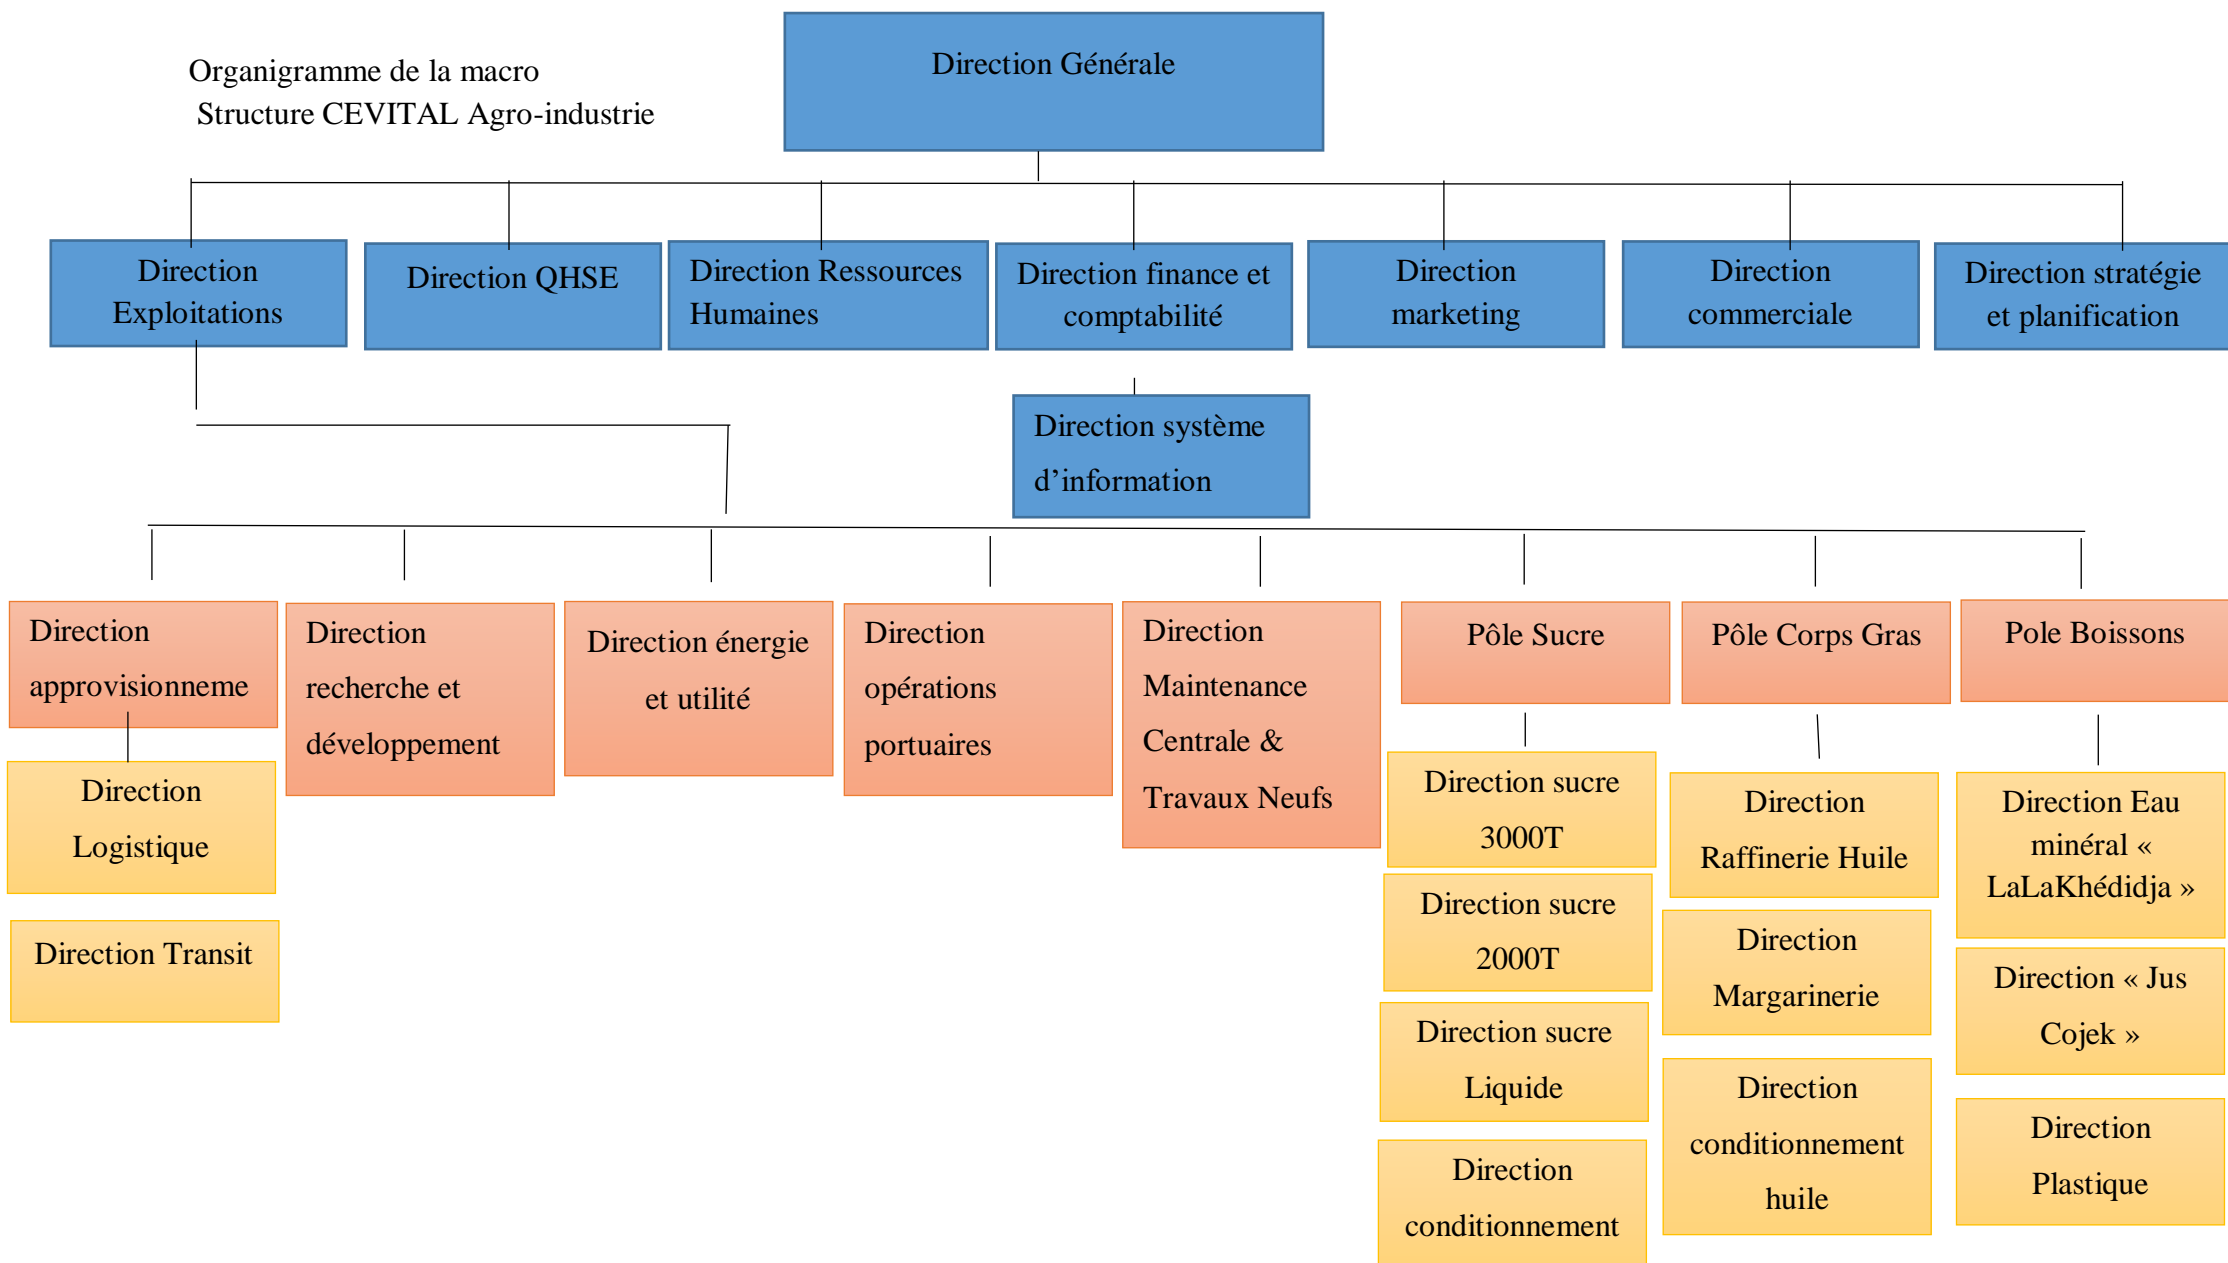 Organigramme de la macro
Structure CEVITAL Agro-industrie
Direction Générale
Direction
Exploitations
Direction QHSE
Direction Ressources
Humaines
Direction finance et
comptabilité
Direction
marketing
Direction
commerciale
Direction stratégie
et planification
Direction système
d’information
Direction
approvisionneme
Direction
recherche et
développement
Direction énergie
et utilité
Direction
opérations
portuaires
Direction
Maintenance
Centrale &
Travaux Neufs
Pôle Sucre
Pôle Corps Gras
Pole Boissons
Direction
Logistique
Direction Transit
Direction sucre
3000T
Direction sucre
2000T
Direction sucre
Liquide
Direction
conditionnement
Direction
Raffinerie Huile
Direction
Margarinerie
Direction
conditionnement
huile
Direction Eau
minéral «
LaLaKhédidja »
Direction « Jus
Cojek »
Direction
Plastique